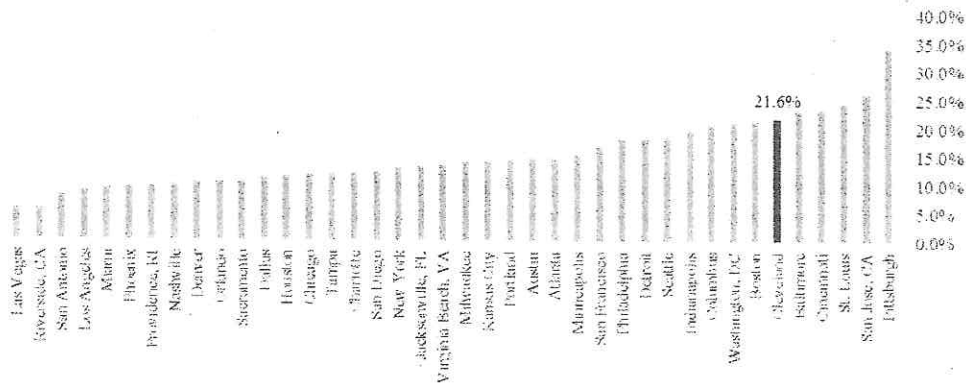 40.0%
35.0%
30.0%
25.0%
20.0%
15.0%
10.0%
5.0%
0.0%
21.6%
Las Vegas
Riverside, CA
San Antonio
Los Angeles
Miami
Phoenix
Providence, RI
Nashville
Denver
Orlando
Sacramento
Dallas
Houston
Chicago
Tampa
Charlotte
San Diego
New York
Jacksonville, FL
Virginia Beach, VA
Milwaukee
Kansas City
Portland
Austin
Atlanta
Minneapolis
San Francisco
Philadelphia
Detroit
Seattle
Indianapolis
Columbus
Washington, DC
Boston
Cleveland
Baltimore
Cincinnati
St. Louis
San Jose, CA
Pittsburgh